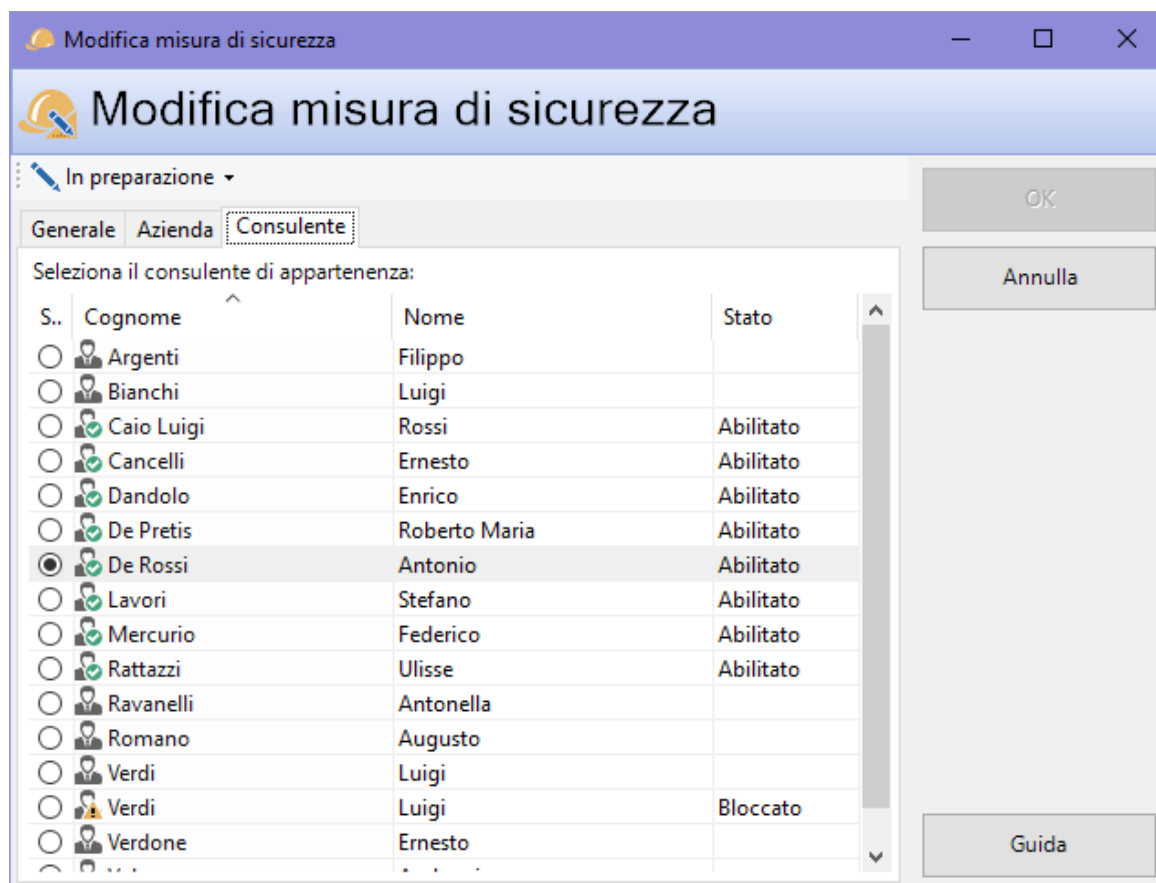 Modifica misura di sicurezza
Modifica misura di sicurezza
In preparazione
OK
Generale Azienda Consulente
Annulla
Seleziona il consulente di appartenenza:
S.. Cognome Nome Stato
Argenti Filippo
Bianchi Luigi
Caio Luigi Rossi Abilitato
Cancelli Ernesto Abilitato
Dandolo Enrico Abilitato
De Pretis Roberto Maria Abilitato
De Rossi Antonio Abilitato
Lavori Stefano Abilitato
Mercurio Federico Abilitato
Rattazzi Ulisse Abilitato
Ravanelli Antonella
Romano Augusto
Verdi Luigi
Verdi Luigi Bloccato
Verdone Ernesto
Guida